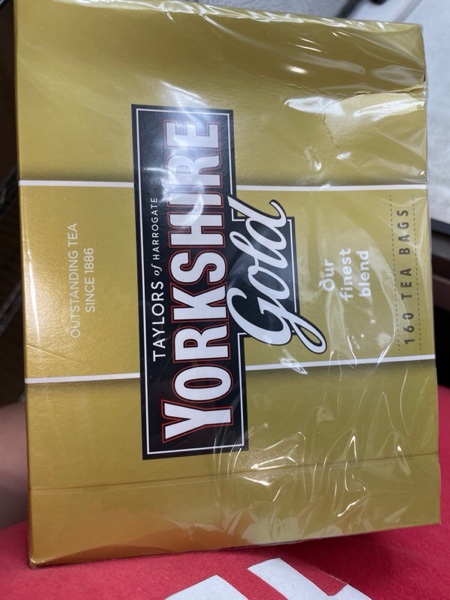 OUTSTANDING TEA
SINCE 1886
TAYLORS of HARROGATE
YORKSHIRE
Gold
our
finest
blend
160 TEA BAGS